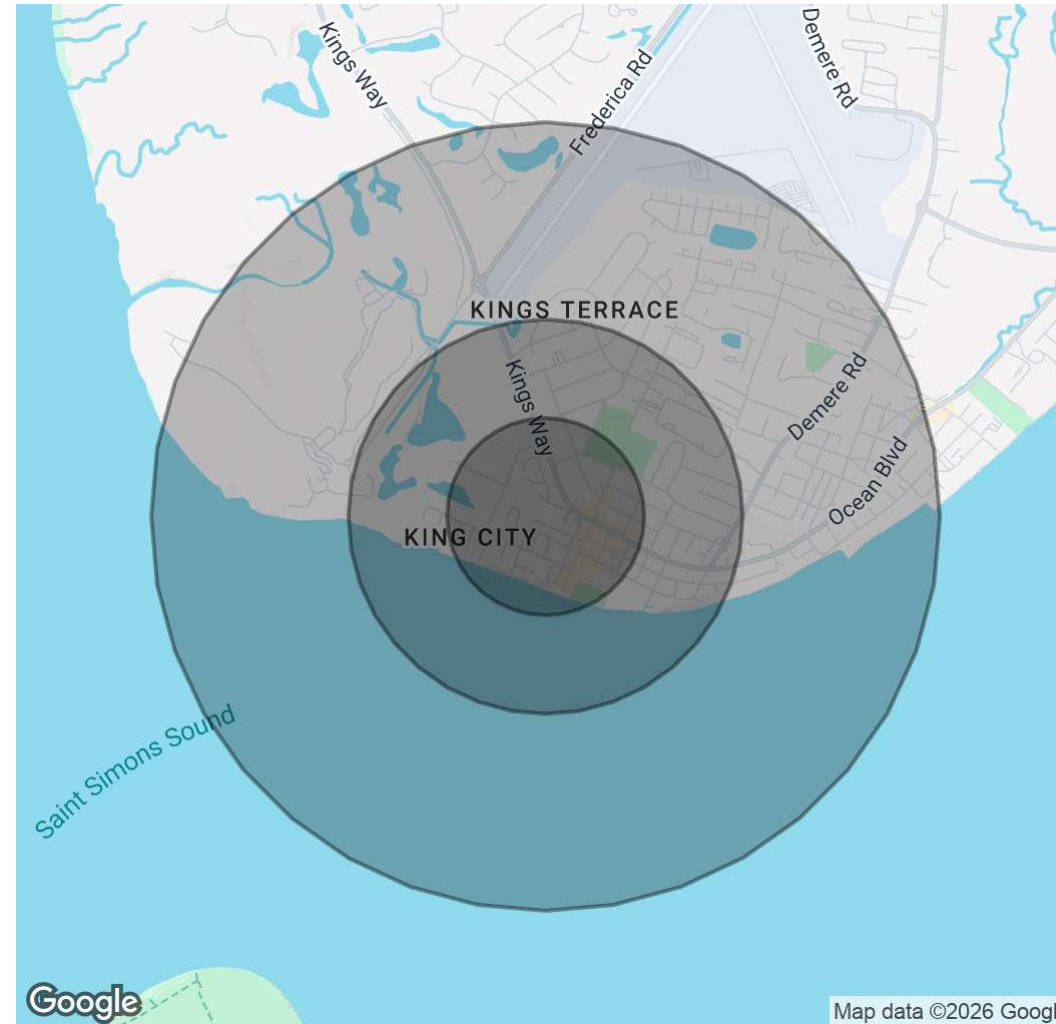 Kings Way
Frederica Rd
Demere Rd
KINGS TERRACE
Kings Way
Demere Rd
Ocean Blvd
KING CITY
Saint Simons Sound
Google
Map data ©2026 Googl